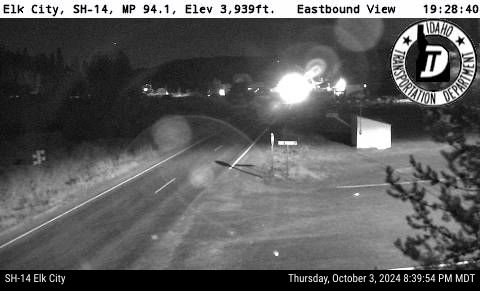 Elk City, SH-14, MP 94.1, Elev 3,939ft.   Eastbound View   19:28:40
IDAHO
TRANSPORTATION DEPARTMENT
SH-14 Elk City
Thursday, October 3, 2024 8:39:54 PM MDT